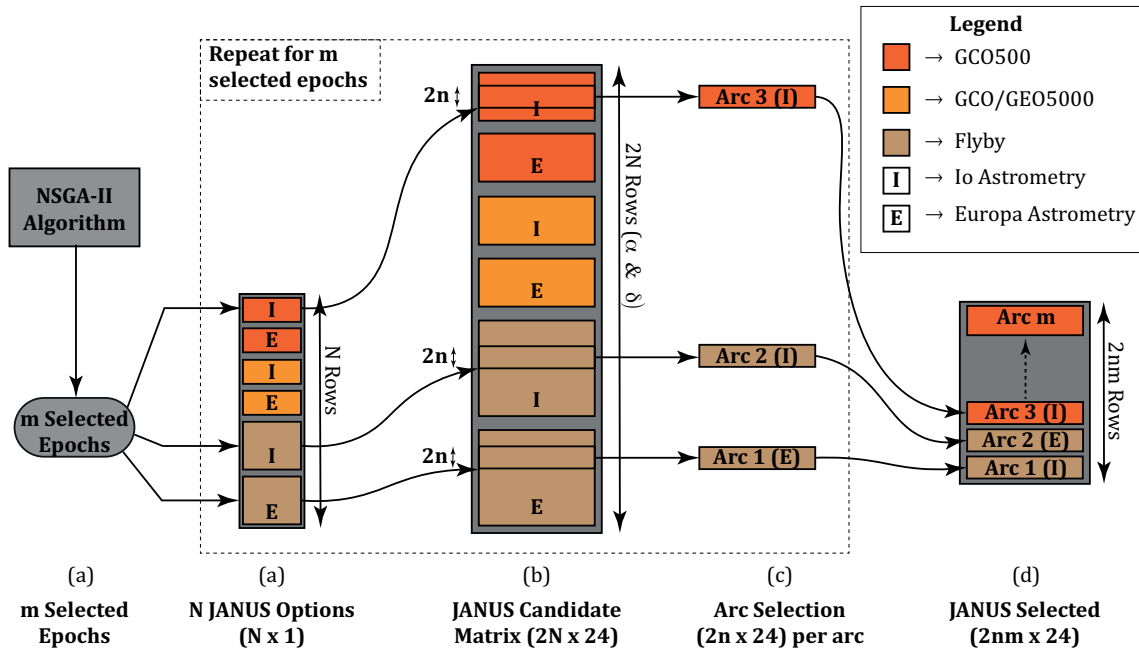 Repeat for m
selected epochs
NSGA-II
Algorithm
m Selected
Epochs
I
E
I
E
I
E
N Rows
2n
2n
2n
I
E
I
E
I
E
2N Rows (α & δ)
Arc 3 (I)
Arc 2 (I)
Arc 1 (E)
Legend
→ GCO500
→ GCO/GEO5000
→ Flyby
I → Io Astrometry
E → Europa Astrometry
Arc m
Arc 3 (I)
Arc 2 (E)
Arc 1 (I)
2nm Rows
(a)
m Selected
Epochs
(a)
N JANUS Options
(N x 1)
(b)
JANUS Candidate
Matrix (2N x 24)
(c)
Arc Selection
(2n x 24) per arc
(d)
JANUS Selected
(2nm x 24)